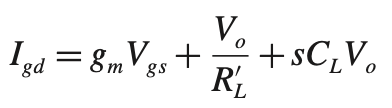 I_{gd} = g_m V_{gs} + \frac{V_o}{R'_L} + sC_L V_o